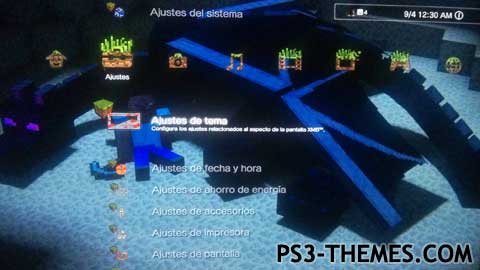 Ajustes del sistema
4
9/4 12:30 AM
Ajustes
Ajustes de tema
Configura los ajustes relacionados al aspecto de la pantalla XMB™.
Ajustes de fecha y hora
Ajustes de ahorro de energía
Ajustes de accesorios
Ajustes de impresora
Ajustes de pantalla
PS3-THEMES.COM